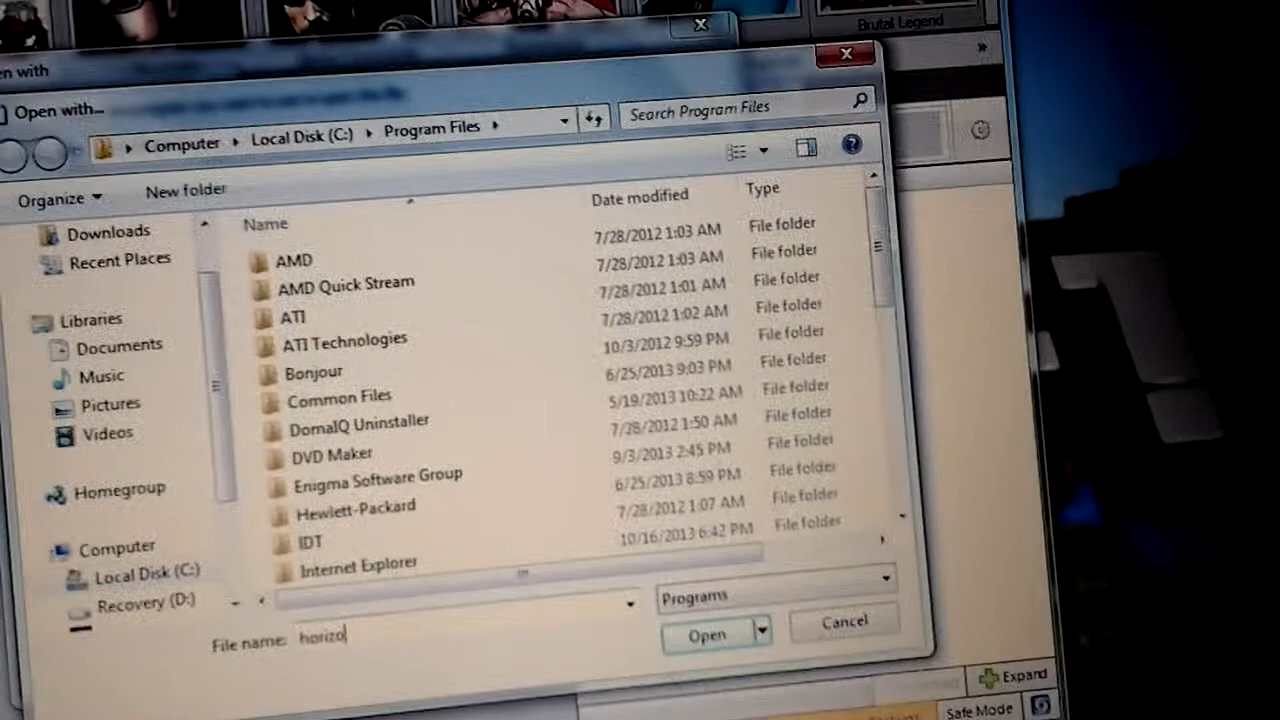 Brutal Legend
en with
Open with...
Computer Local Disk (C:) Program Files
Search Program Files
Organize
New folder
Name
Date modified
Type
Downloads
Recent Places
Libraries
Documents
Music
Pictures
Videos
Homegroup
Computer
Local Disk (C:)
Recovery (D:)
AMD 7/28/2012 1:03 AM File folder
AMD Quick Stream 7/28/2012 1:03 AM File folder
ATI 7/28/2012 1:01 AM File folder
ATI Technologies 7/28/2012 1:02 AM File folder
Bonjour 10/3/2012 9:59 PM File folder
Common Files 6/25/2013 9:03 PM File folder
DomaIQ Uninstaller 5/19/2013 10:22 AM File folder
DVD Maker 7/28/2012 1:50 AM File folder
Enigma Software Group 9/3/2013 2:45 PM File folder
Hewlett-Packard 6/25/2013 8:59 PM File folder
IDT 7/28/2012 1:07 AM File folder
Internet Explorer 10/16/2013 6:42 PM File folder
File name: horizo
Programs
Open
Cancel
Expand
Safe Mode